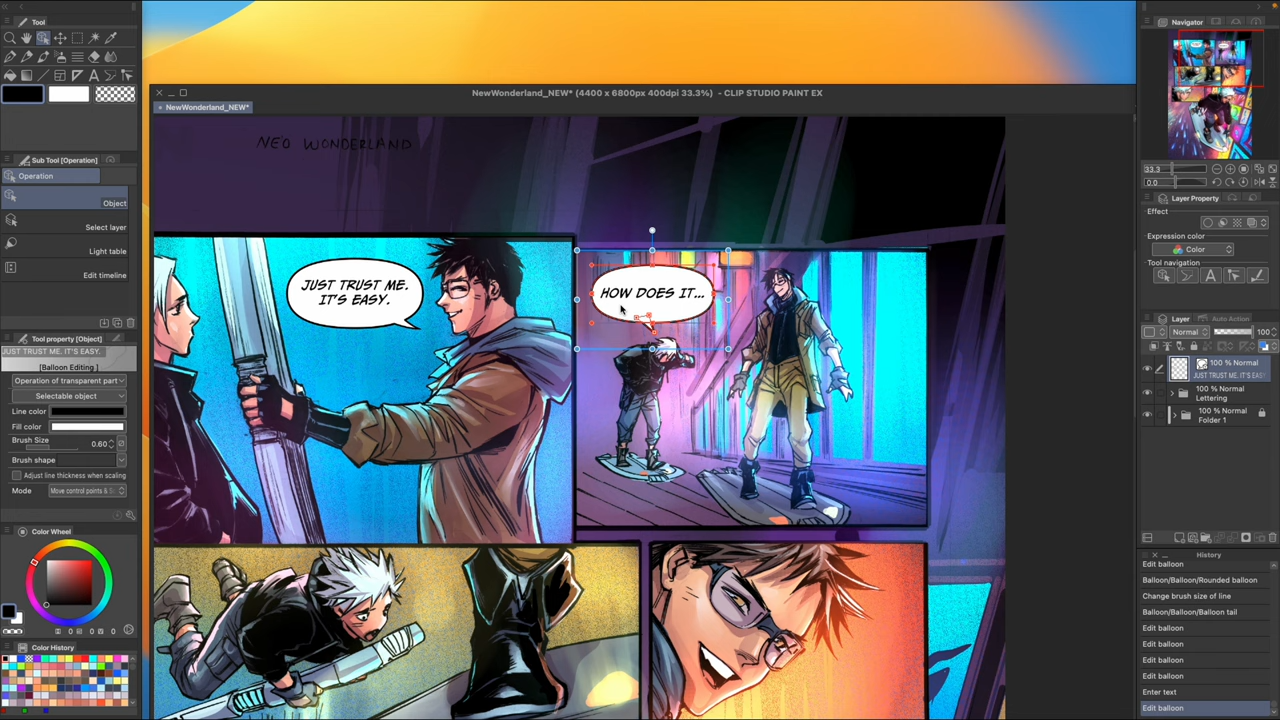 Tool
Navigator
NewWonderland_NEW* (4400 x 6800px 400dpi 33.3%) - CLIP STUDIO PAINT EX
NewWonderland_NEW*
NEO WONDERLAND
Sub Tool [Operation]
Operation
Object
Select layer
Light table
Edit timeline
JUST TRUST ME.
IT'S EASY.
HOW DOES IT...
Tool property [Object]
JUST TRUST ME. IT'S EASY.
[Balloon Editing ]
Operation of transparent part
Selectable object
Line color
Fill color
Brush Size
0.60
Brush shape
Adjust line thickness when scaling
Mode
Move control points &
Color Wheel
0
0
0
Color History
33.3
0.0
Layer Property
Effect
Expression color
Color
Tool navigation
Layer
Auto Action
Normal
100
100 % Normal
JUST TRUST ME. IT'S EAS
100 % Normal
Lettering
100 % Normal
Folder 1
History
Edit balloon
Balloon/Balloon/Rounded balloon
Change brush size of line
Balloon/Balloon/Balloon tail
Edit balloon
Edit balloon
Edit balloon
Edit balloon
Enter text
Edit balloon